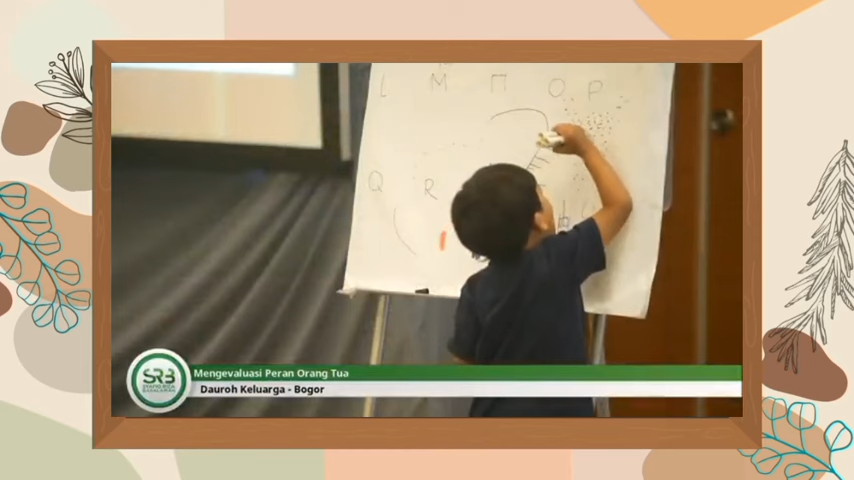 L M П O P
Q R
SRB
Mengevaluasi Peran Orang Tua
Dauroh Keluarga - Bogor